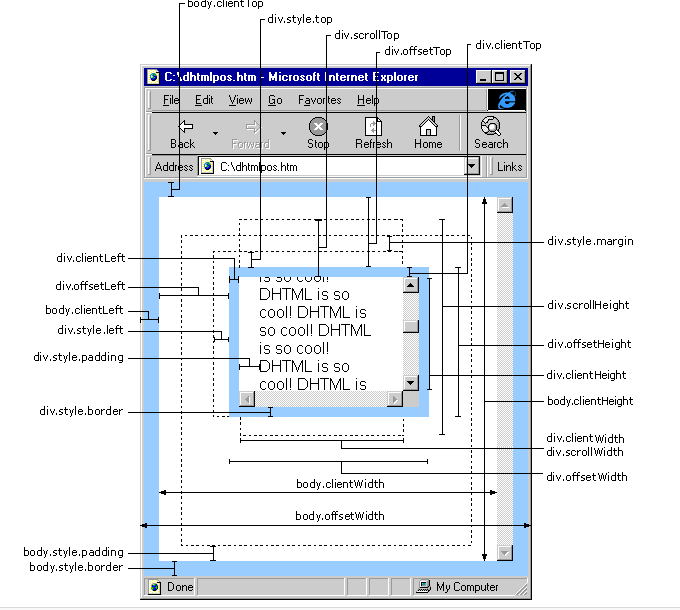 body.clientTop
div.style.top
div.scrollTop
div.offsetTop
div.clientTop
C:\dhtmlpos.htm - Microsoft Internet Explorer
File Edit View Go Favorites Help
Back Forward Stop Refresh Home Search
Address C:\dhtmlpos.htm Links
div.style.margin
div.clientLeft
div.offsetLeft
body.clientLeft
div.style.left
div.style.padding
div.style.border
is so cool!
DHTML is so
cool! DHTML is
so cool! DHTML
is so cool!
DHTML is so
cool! DHTML is
div.scrollHeight
div.offsetHeight
div.clientHeight
body.clientHeight
div.clientWidth
div.scrollWidth
div.offsetWidth
body.clientWidth
body.offsetWidth
body.style.padding
body.style.border
Done My Computer